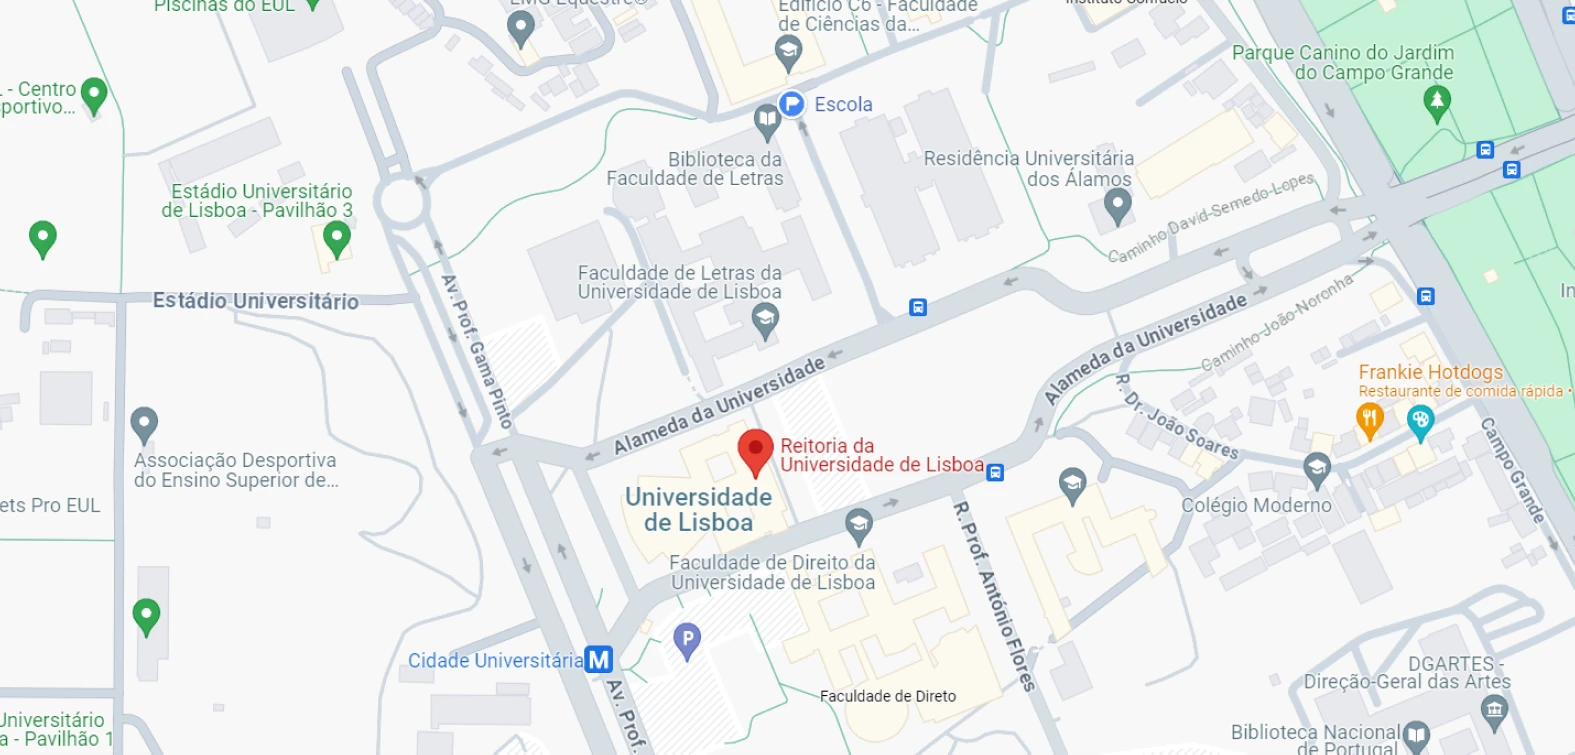 Piscinas do EUL
EMG Equestre®
Edifício C6 - Faculdade
de Ciências da...
Instituto Confúcio
Parque Canino do Jardim
do Campo Grande
- Centro
sportivo...
Escola
Biblioteca da
Faculdade de Letras
Residência Universitária
dos Álamos
Estádio Universitário
de Lisboa - Pavilhão 3
Caminho David-Semedo-Lopes
Faculdade de Letras da
Universidade de Lisboa
Estádio Universitário
Av. Prof. Gama Pinto
Alameda da Universidade
Caminho João-Noronha
Alameda da Universidade
Frankie Hotdogs
Restaurante de comida rápida •
R. Dr. João Soares
Reitoria da
Universidade de Lisboa
Associação Desportiva
do Ensino Superior de...
Campo Grande
Universidade
de Lisboa
ets Pro EUL
Colégio Moderno
R. Prof. António Flores
Faculdade de Direito da
Universidade de Lisboa
P
Cidade Universitária
M
DGARTES -
Direção-Geral das Artes
Av. Prof.
Faculdade de Direto
Universitário
a - Pavilhão 1
Biblioteca Nacional
de Portugal